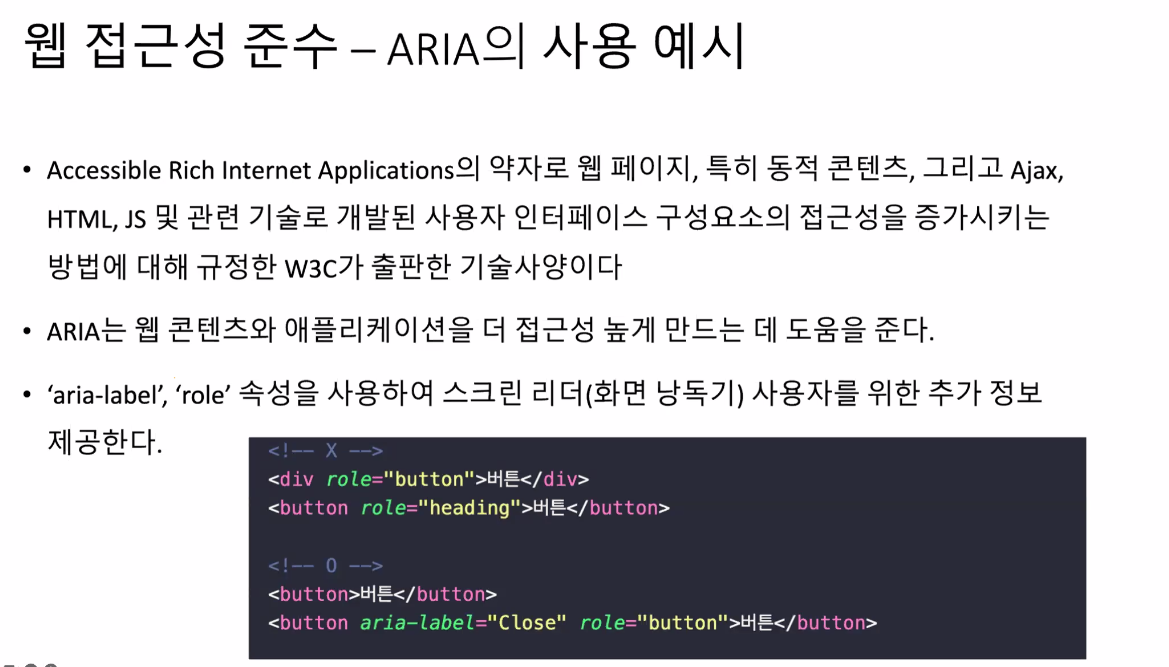 웹 접근성 준수 – ARIA의 사용 예시
• Accessible Rich Internet Applications의 약자로 웹 페이지, 특히 동적 콘텐츠, 그리고 Ajax,
HTML, JS 및 관련 기술로 개발된 사용자 인터페이스 구성요소의 접근성을 증가시키는
방법에 대해 규정한 W3C가 출판한 기술사양이다
• ARIA는 웹 콘텐츠와 애플리케이션을 더 접근성 높게 만드는 데 도움을 준다.
• ‘aria-label’, ‘role’ 속성을 사용하여 스크린 리더(화면 낭독기) 사용자를 위한 추가 정보
제공한다.
<!-- X -->
<div role="button">버튼</div>
<button role="heading">버튼</button>
<!-- O -->
<button>버튼</button>
<button aria-label="Close" role="button">버튼</button>